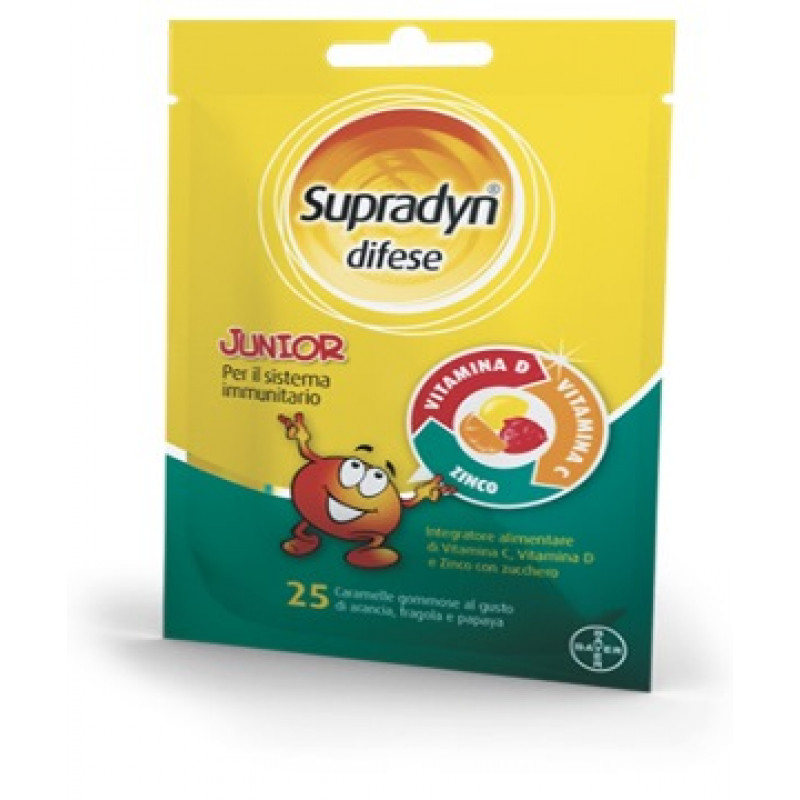 Supradyn®
difese
JUNIOR
Per il sistema
immunitario
VITAMINA D
VITAMINA C
ZINCO
Integratore alimentare
di Vitamina C, Vitamina D
e Zinco con zucchero
25 Caramelle gommose al gusto
di arancia, fragola e papaya
BAYER
BAYER